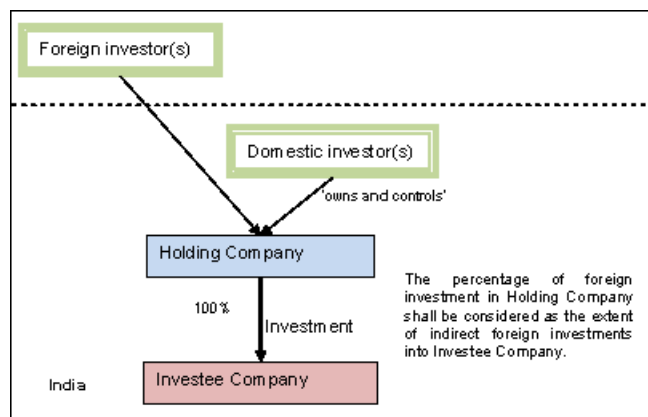 Foreign investor(s)
Domestic investor(s)
'owns and controls'
Holding Company
100%
Investment
The percentage of foreign
investment in Holding Company
shall be considered as the extent
of indirect foreign investments
into Investee Company.
Investee Company
India